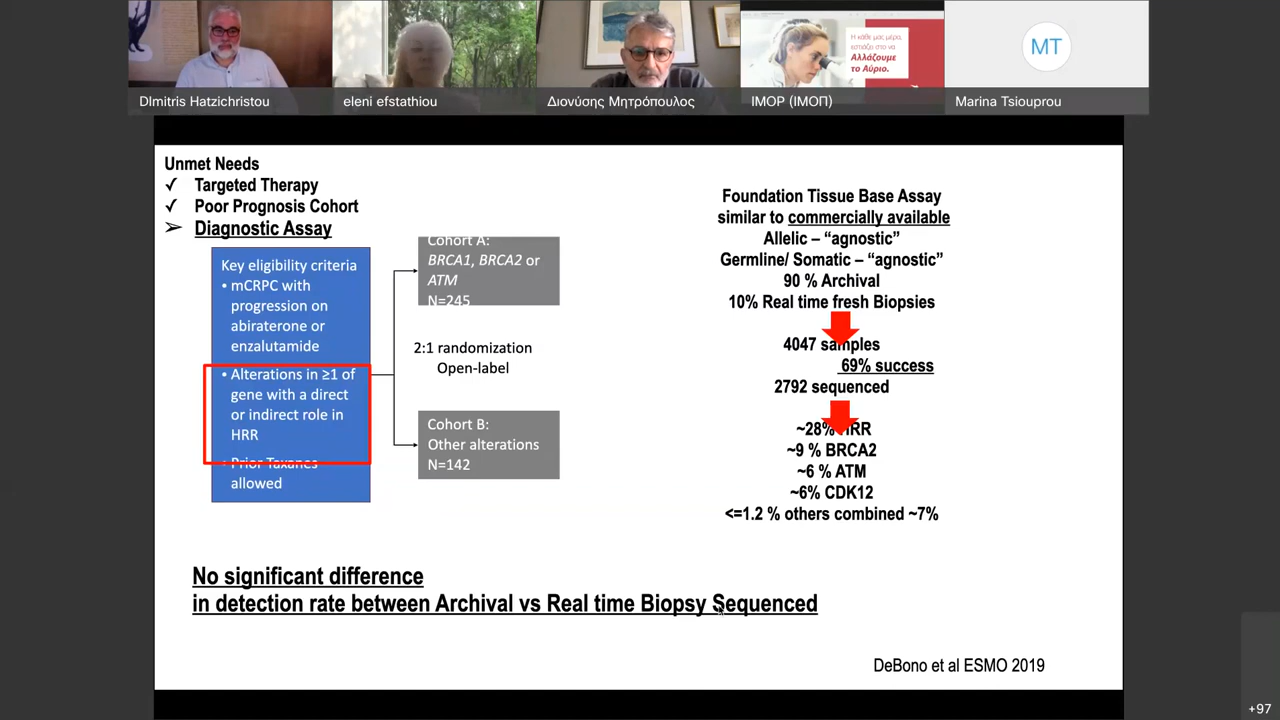 DImitris Hatzichristou
eleni efstathiou
Διονύσης Μητρόπουλος
Η κάθε μας μέρα,
εστιάζει στο να
Αλλάζουμε
το Αύριο.
IMOP (ΙΜΟΠ)
MT
Marina Tsiouprou
Unmet Needs
✓ Targeted Therapy
✓ Poor Prognosis Cohort
➢ Diagnostic Assay
Key eligibility criteria
• mCRPC with
progression on
abiraterone or
enzalutamide
• Alterations in ≥1 of
gene with a direct
or indirect role in
HRR
• Prior Taxanes
allowed
Cohort A:
BRCA1, BRCA2 or
ATM
N=245
2:1 randomization
Open-label
Cohort B:
Other alterations
N=142
Foundation Tissue Base Assay
similar to commercially available
Allelic – “agnostic”
Germline/ Somatic – “agnostic”
90 % Archival
10% Real time fresh Biopsies
4047 samples
69% success
2792 sequenced
~28% HRR
~9 % BRCA2
~6 % ATM
~6% CDK12
<=1.2 % others combined ~7%
No significant difference
in detection rate between Archival vs Real time Biopsy Sequenced
DeBono et al ESMO 2019
+97